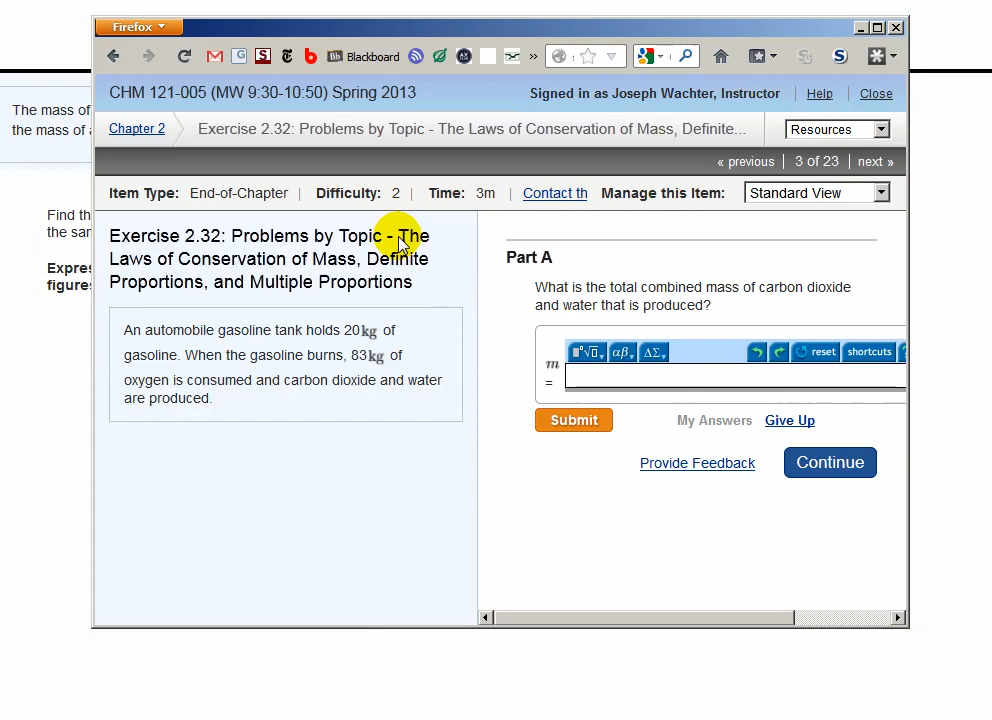 Firefox
Blackboard
»
CHM 121-005 (MW 9:30-10:50) Spring 2013
Signed in as Joseph Wachter, Instructor | Help | Close
Chapter 2
Exercise 2.32: Problems by Topic - The Laws of Conservation of Mass, Definite...
Resources
« previous | 3 of 23 | next »
Item Type: End-of-Chapter | Difficulty: 2 | Time: 3m | Contact th
Manage this Item: Standard View
The mass of
the mass of
Find th
the san
Expres
figures
Exercise 2.32: Problems by Topic - The
Laws of Conservation of Mass, Definite
Proportions, and Multiple Proportions
An automobile gasoline tank holds 20 kg of
gasoline. When the gasoline burns, 83 kg of
oxygen is consumed and carbon dioxide and water
are produced.
Part A
What is the total combined mass of carbon dioxide
and water that is produced?
αβ ΔΣ reset shortcuts ?
m
=
Submit
My Answers Give Up
Provide Feedback
Continue